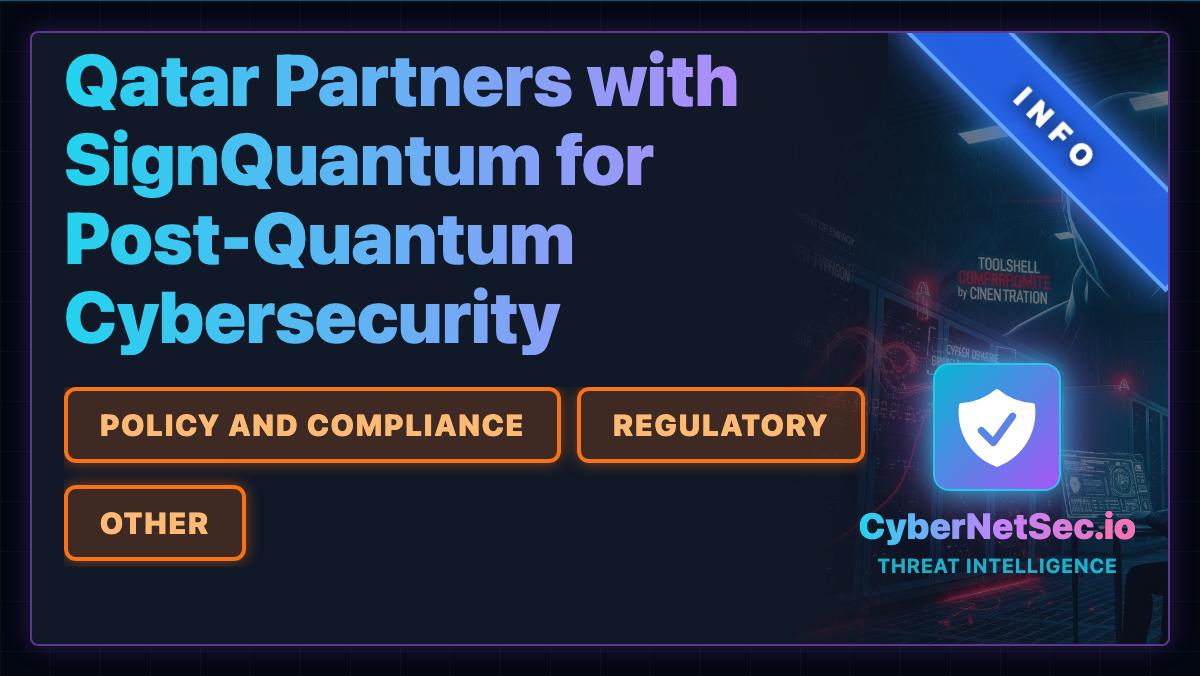 Qatar Partners with
SignQuantum for
Post-Quantum
Cybersecurity
INFO
TOOLSHELL
COMPRROMITE
by CINENTRATION
POLICY AND COMPLIANCE
REGULATORY
OTHER
CyberNetSec.io
THREAT INTELLIGENCE